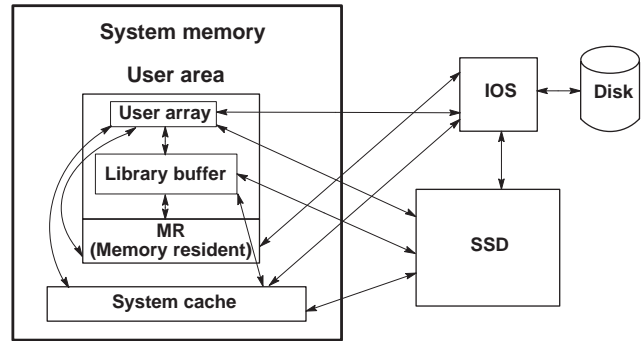 System memory
User area
User array
Library buffer
MR
(Memory resident)
System cache
IOS
Disk
SSD